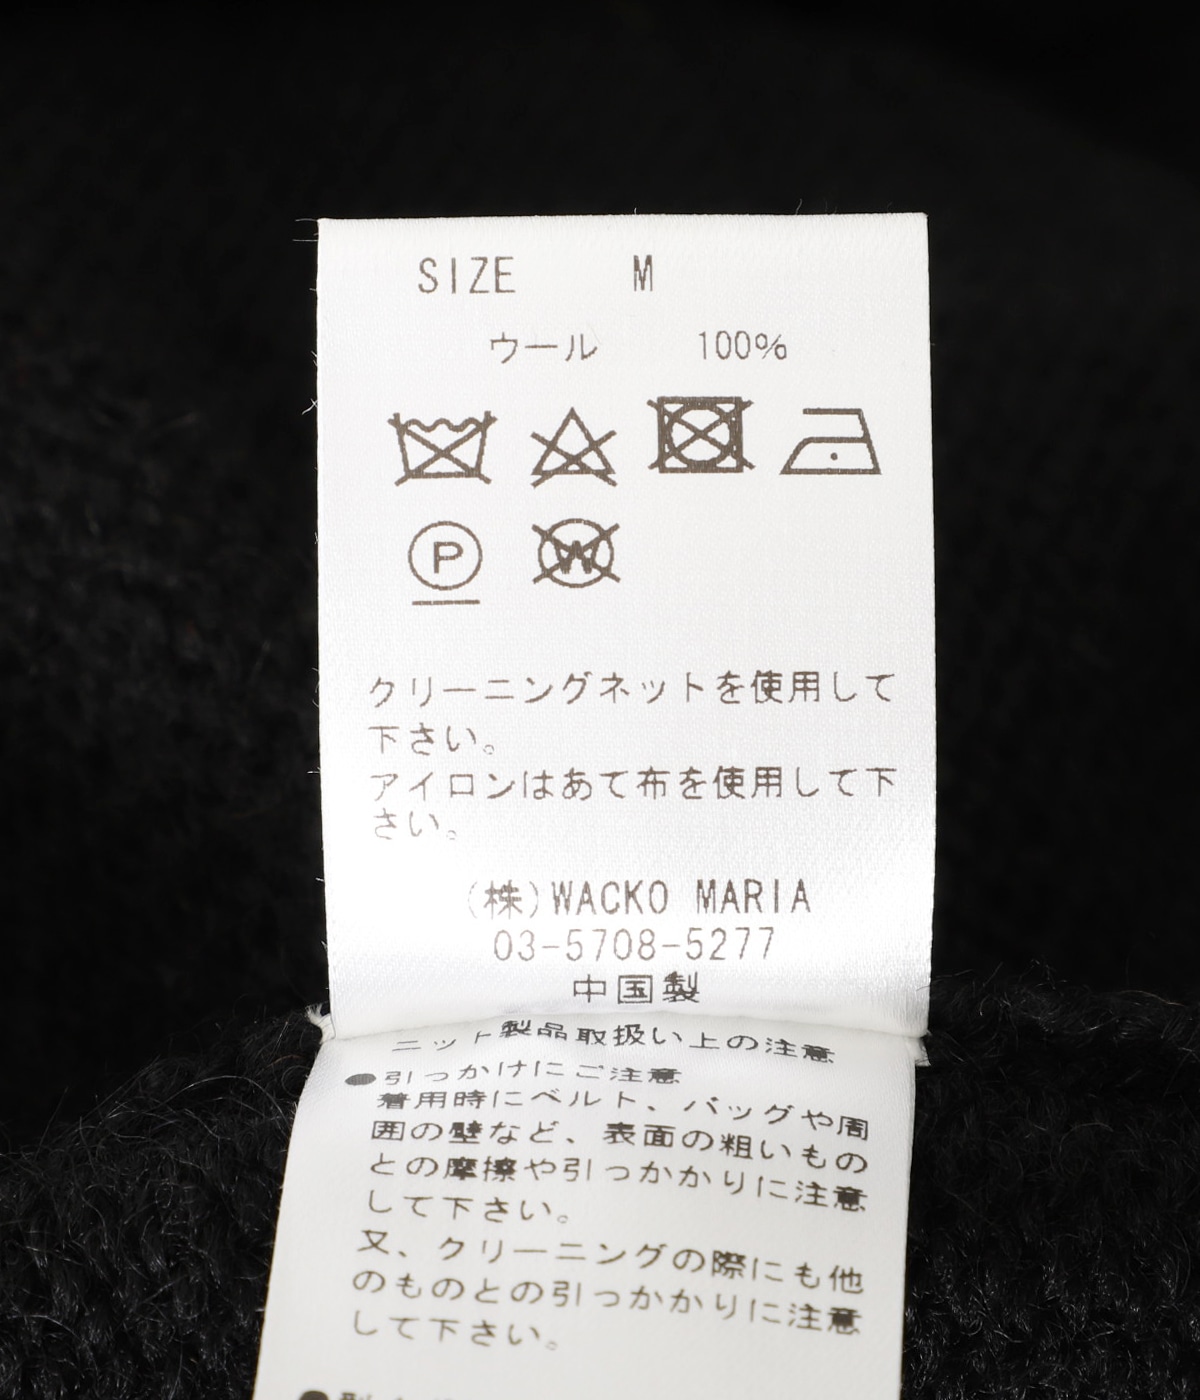 SIZE M
ウール 100%
P
W
クリーニングネットを使用して
下さい。
アイロンはあて布を使用して下
さい。
(株)WACKO MARIA
03-5708-5277
中国製
ニット製品取扱い上の注意
●引っかけにご注意
着用時にベルト、バッグや周
囲の壁など、表面の粗いもの
との摩擦や引っかかりに注意
して下さい。
又、クリーニングの際にも他
のものとの引っかかりに注意
して下さい。